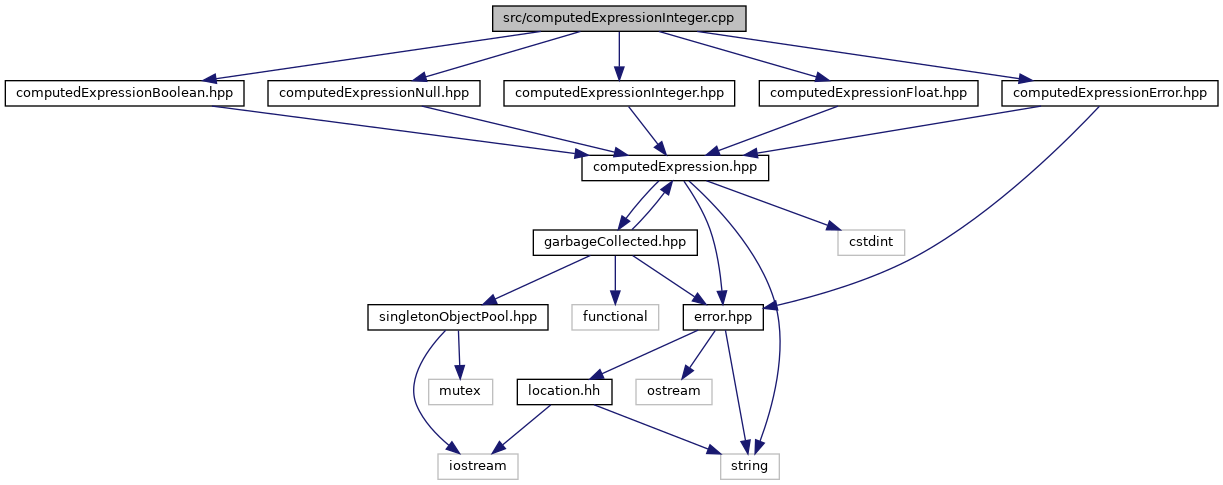 src/computedExpressionInteger.cpp
computedExpressionBoolean.hpp
computedExpressionNull.hpp
computedExpressionInteger.hpp
computedExpressionFloat.hpp
computedExpressionError.hpp
computedExpression.hpp
garbageCollected.hpp
cstdint
singletonObjectPool.hpp
functional
error.hpp
mutex
location.hh
ostream
iostream
string